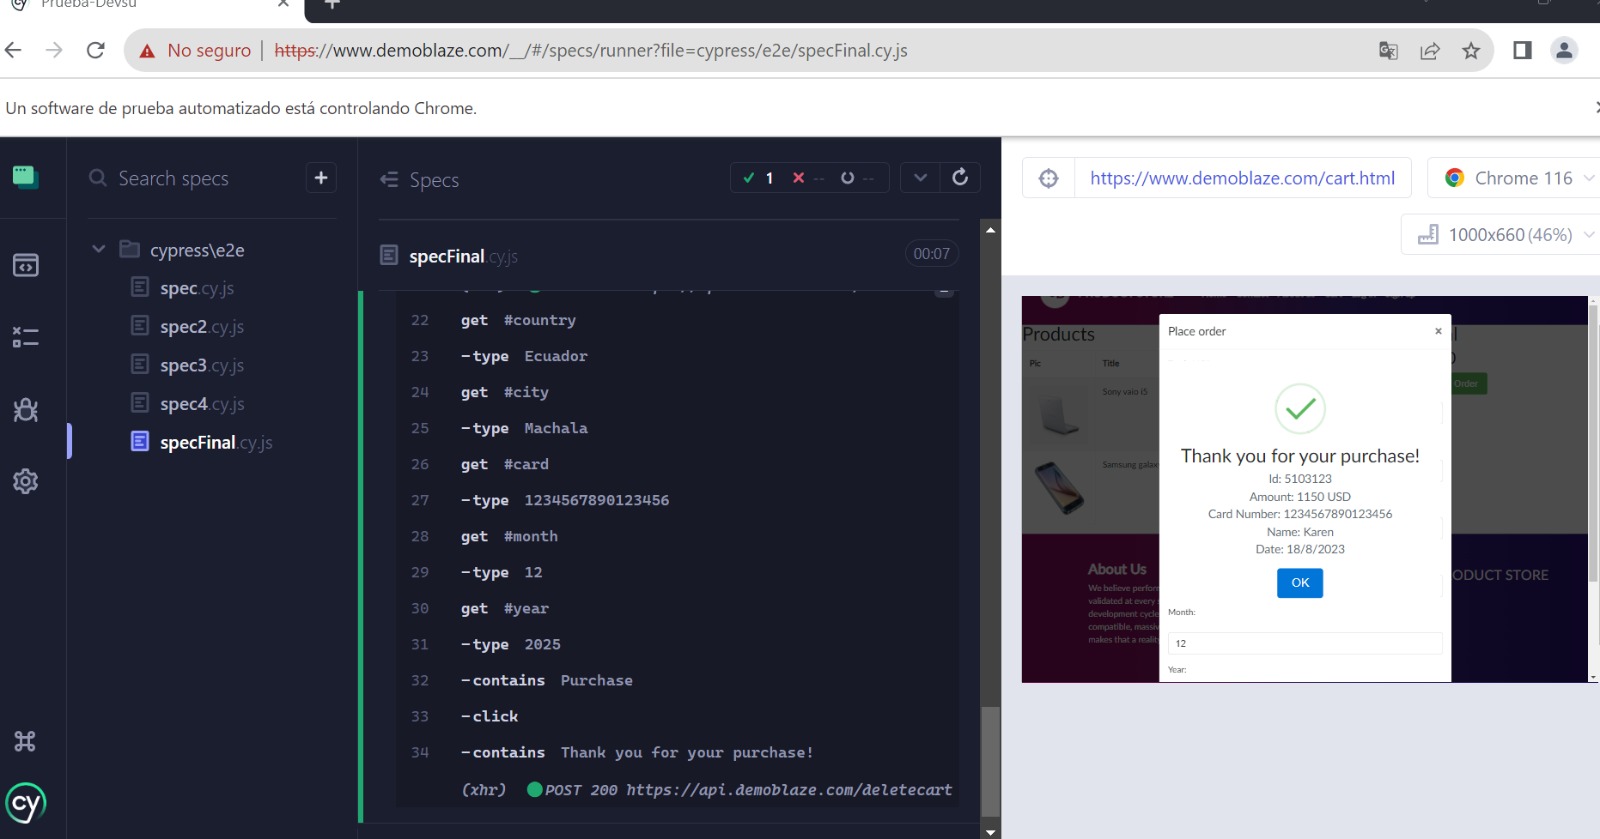 Prueba-Devsu
No seguro | https://www.demoblaze.com/__/#/specs/runner?file=cypress/e2e/specFinal.cy.js
Un software de prueba automatizado está controlando Chrome.
Search specs
cypress\e2e
spec.cy.js
spec2.cy.js
spec3.cy.js
spec4.cy.js
specFinal.cy.js
cy
Specs
1 -- --
specFinal.cy.js 00:07
22 get #country
23 -type Ecuador
24 get #city
25 -type Machala
26 get #card
27 -type 1234567890123456
28 get #month
29 -type 12
30 get #year
31 -type 2025
32 -contains Purchase
33 -click
34 -contains Thank you for your purchase!
(xhr) POST 200 https://api.demoblaze.com/deletecart
https://www.demoblaze.com/cart.html
Chrome 116
1000x660 (46%)
Products
Pic Title
Sony vaio i5
Samsung galax
Order
Place order ×
Thank you for your purchase!
Id: 5103123
Amount: 1150 USD
Card Number: 1234567890123456
Name: Karen
Date: 18/8/2023
OK
Month:
12
Year:
About Us
We believe perform
validated at every
development cycle
compatible, massiv
makes that a reality
ODUCT STORE